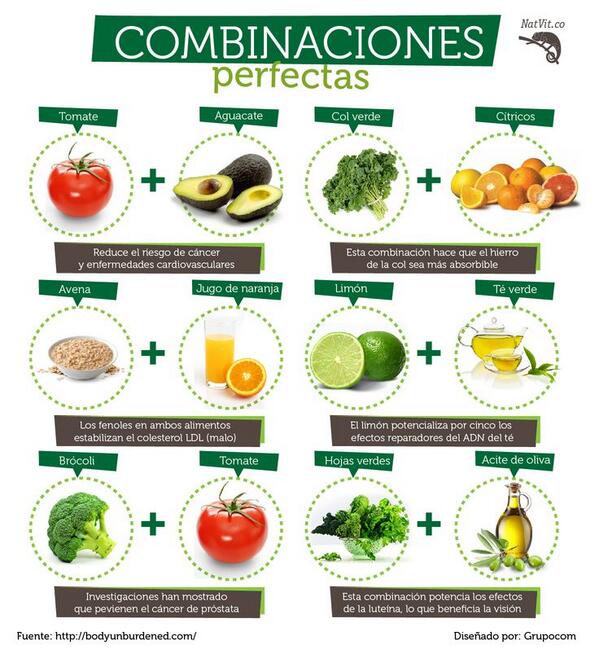 COMBINACIONES
perfectas
NatVit.co
Tomate
Aguacate
Col verde
Cítricos
Reduce el riesgo de cáncer
y enfermedades cardiovasculares
Esta combinación hace que el hierro
de la col sea más absorbible
Avena
Jugo de naranja
Limón
Té verde
Los fenoles en ambos alimentos
estabilizan el colesterol LDL (malo)
El limón potencializa por cinco los
efectos reparadores del ADN del té
Brócoli
Tomate
Hojas verdes
Acite de oliva
Investigaciones han mostrado
que pevienen el cáncer de próstata
Esta combinación potencia los efectos
de la luteína, lo que beneficia la visión
Fuente: http://bodyunburdened.com/
Diseñado por: Grupocom